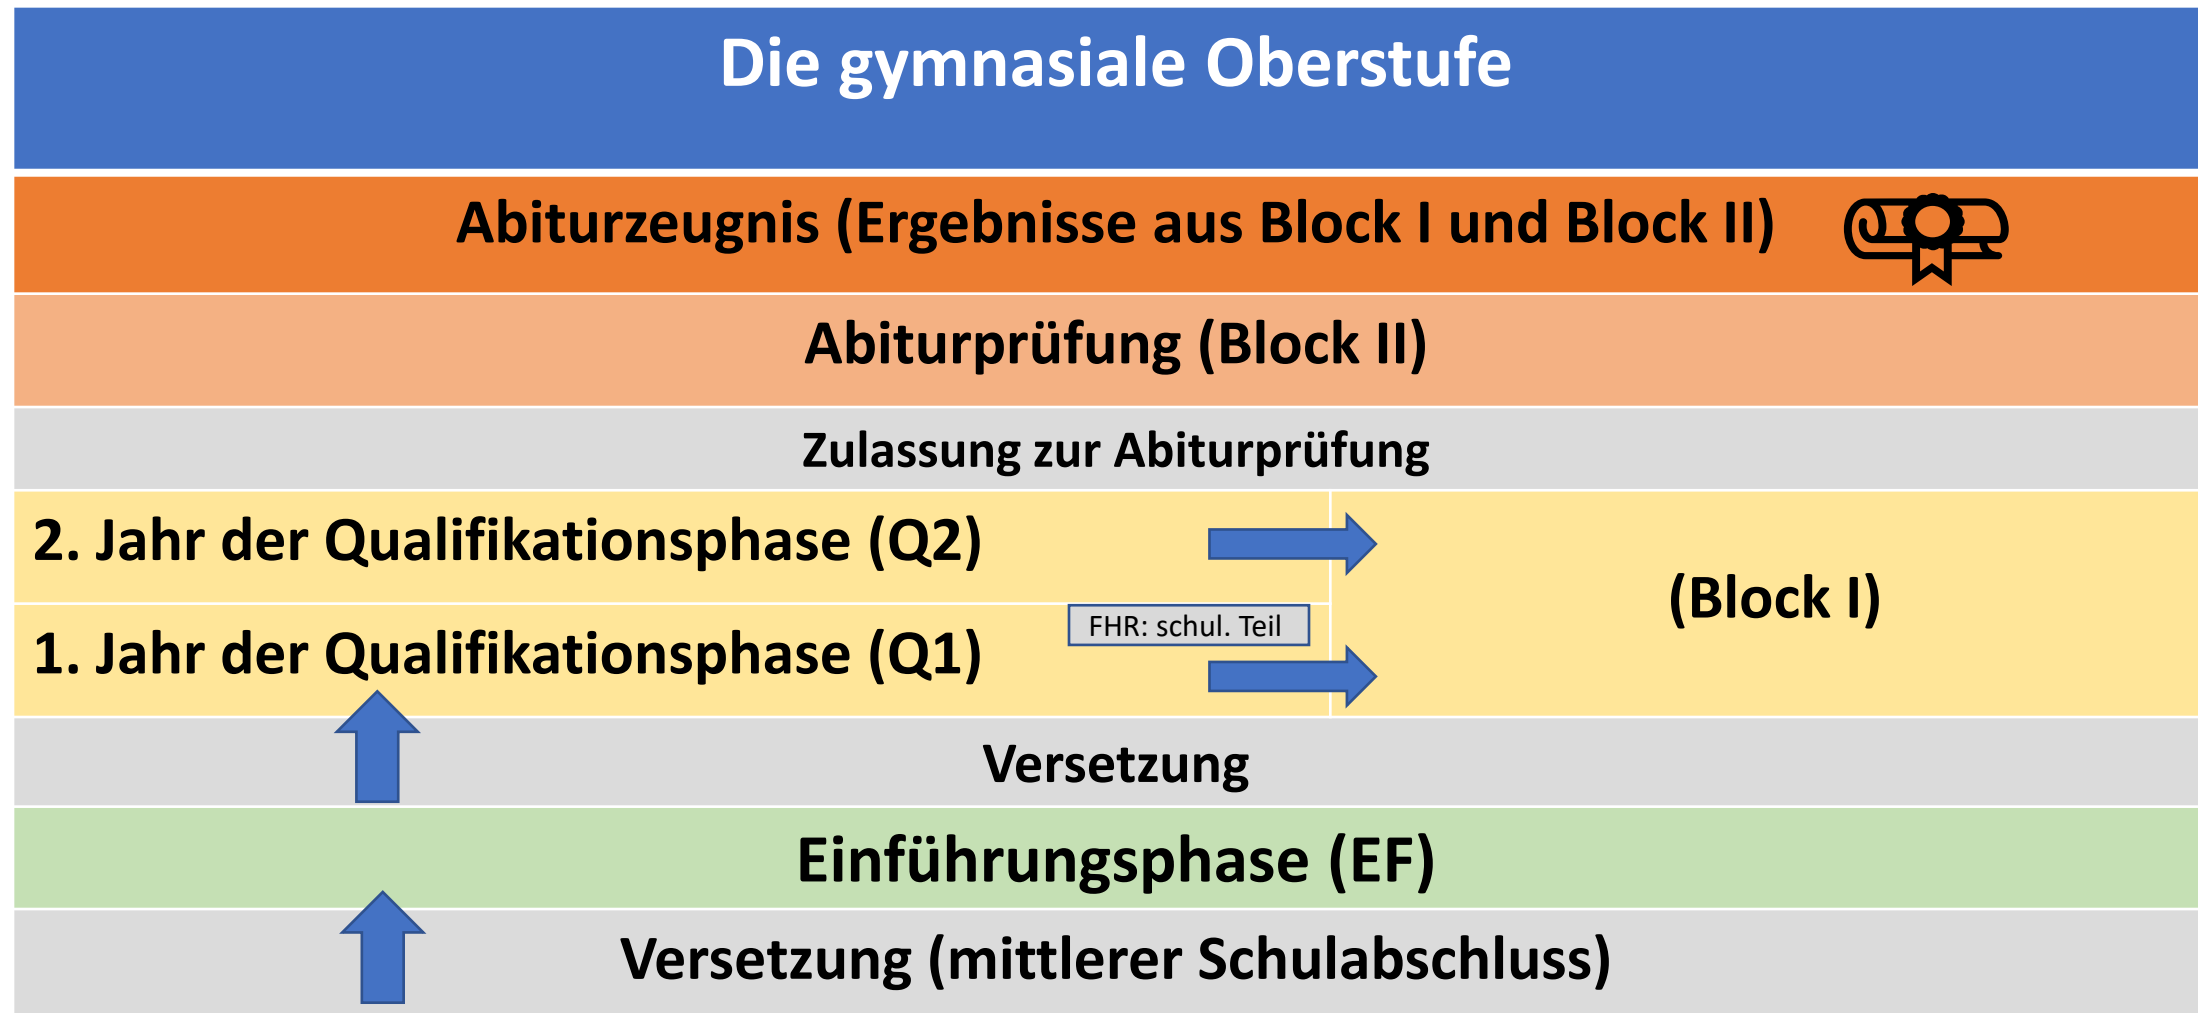 Die gymnasiale Oberstufe
Abiturzeugnis (Ergebnisse aus Block I und Block II)
Abiturprüfung (Block II)
Zulassung zur Abiturprüfung
2. Jahr der Qualifikationsphase (Q2)
(Block I)
FHR: schul. Teil
1. Jahr der Qualifikationsphase (Q1)
Versetzung
Einführungsphase (EF)
Versetzung (mittlerer Schulabschluss)